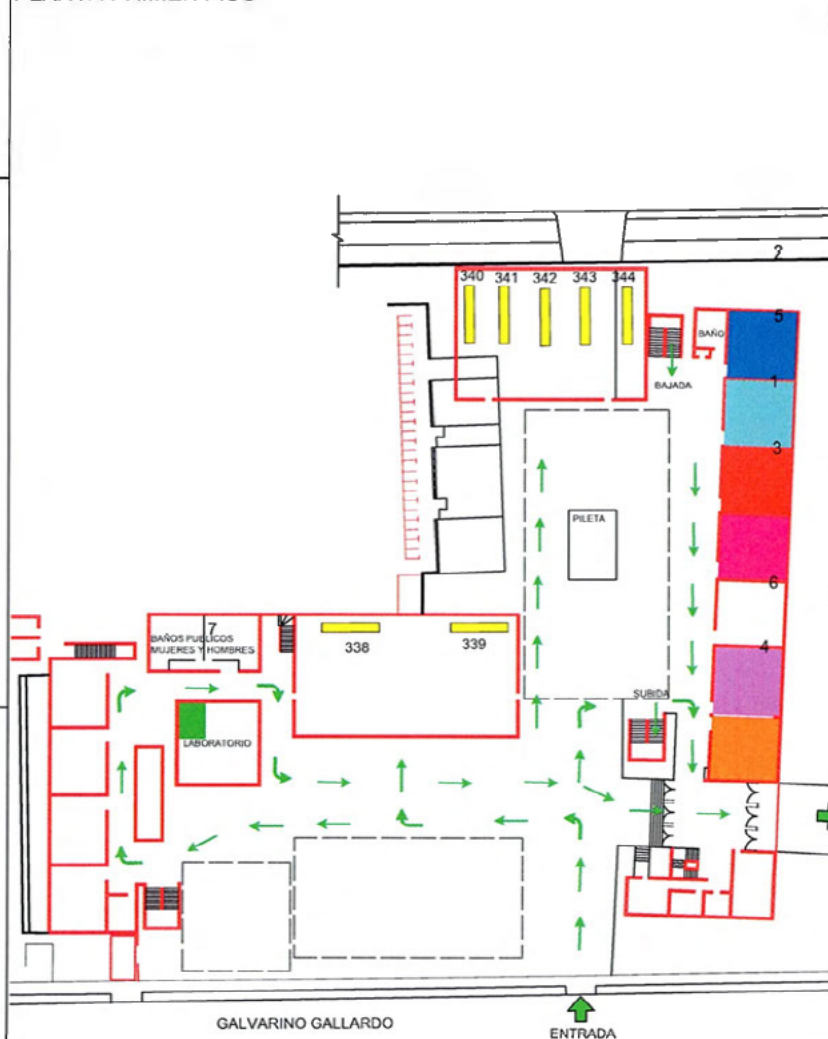 2
340 341 342 343 344
5
BAÑO
BAJADA
1
3
PILETA
6
7
BAÑOS PUBLICOS
MUJERES Y HOMBRES
338
339
4
SUBIDA
LABORATORIO
GALVARINO GALLARDO
ENTRADA